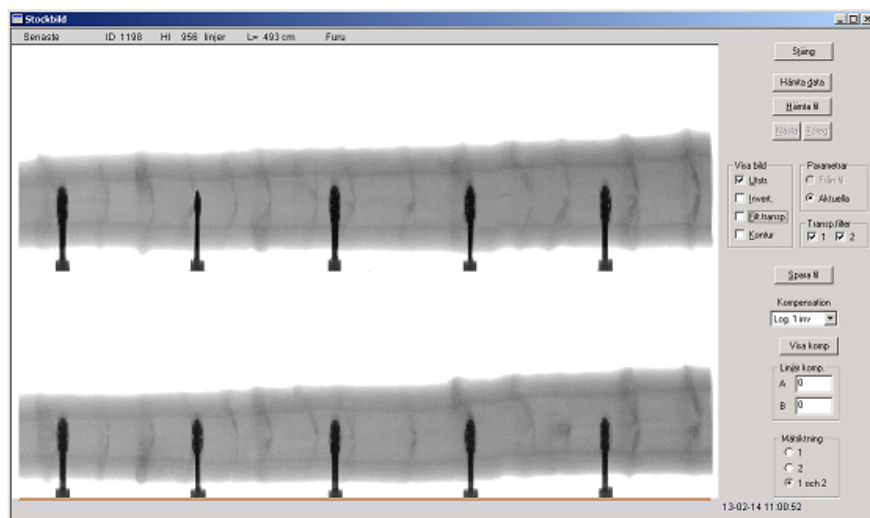 Stockbild
Senaste ID 1198 HI 956 linjer L= 493 cm Furu
Stäng
Hämta data
Hämta fil
Nästa Föreg
Visa bild
Utstr.
Invert.
Filt.transp.
Kontur
Parametrar
Från fil
Aktuella
Transp.filter
1 2
Spara fil
Kompensation
Log. 1 inv
Visa komp
Linjär komp.
A 0
B 0
Mätriktning
1
2
1 och 2
13-02-14 11:00:52